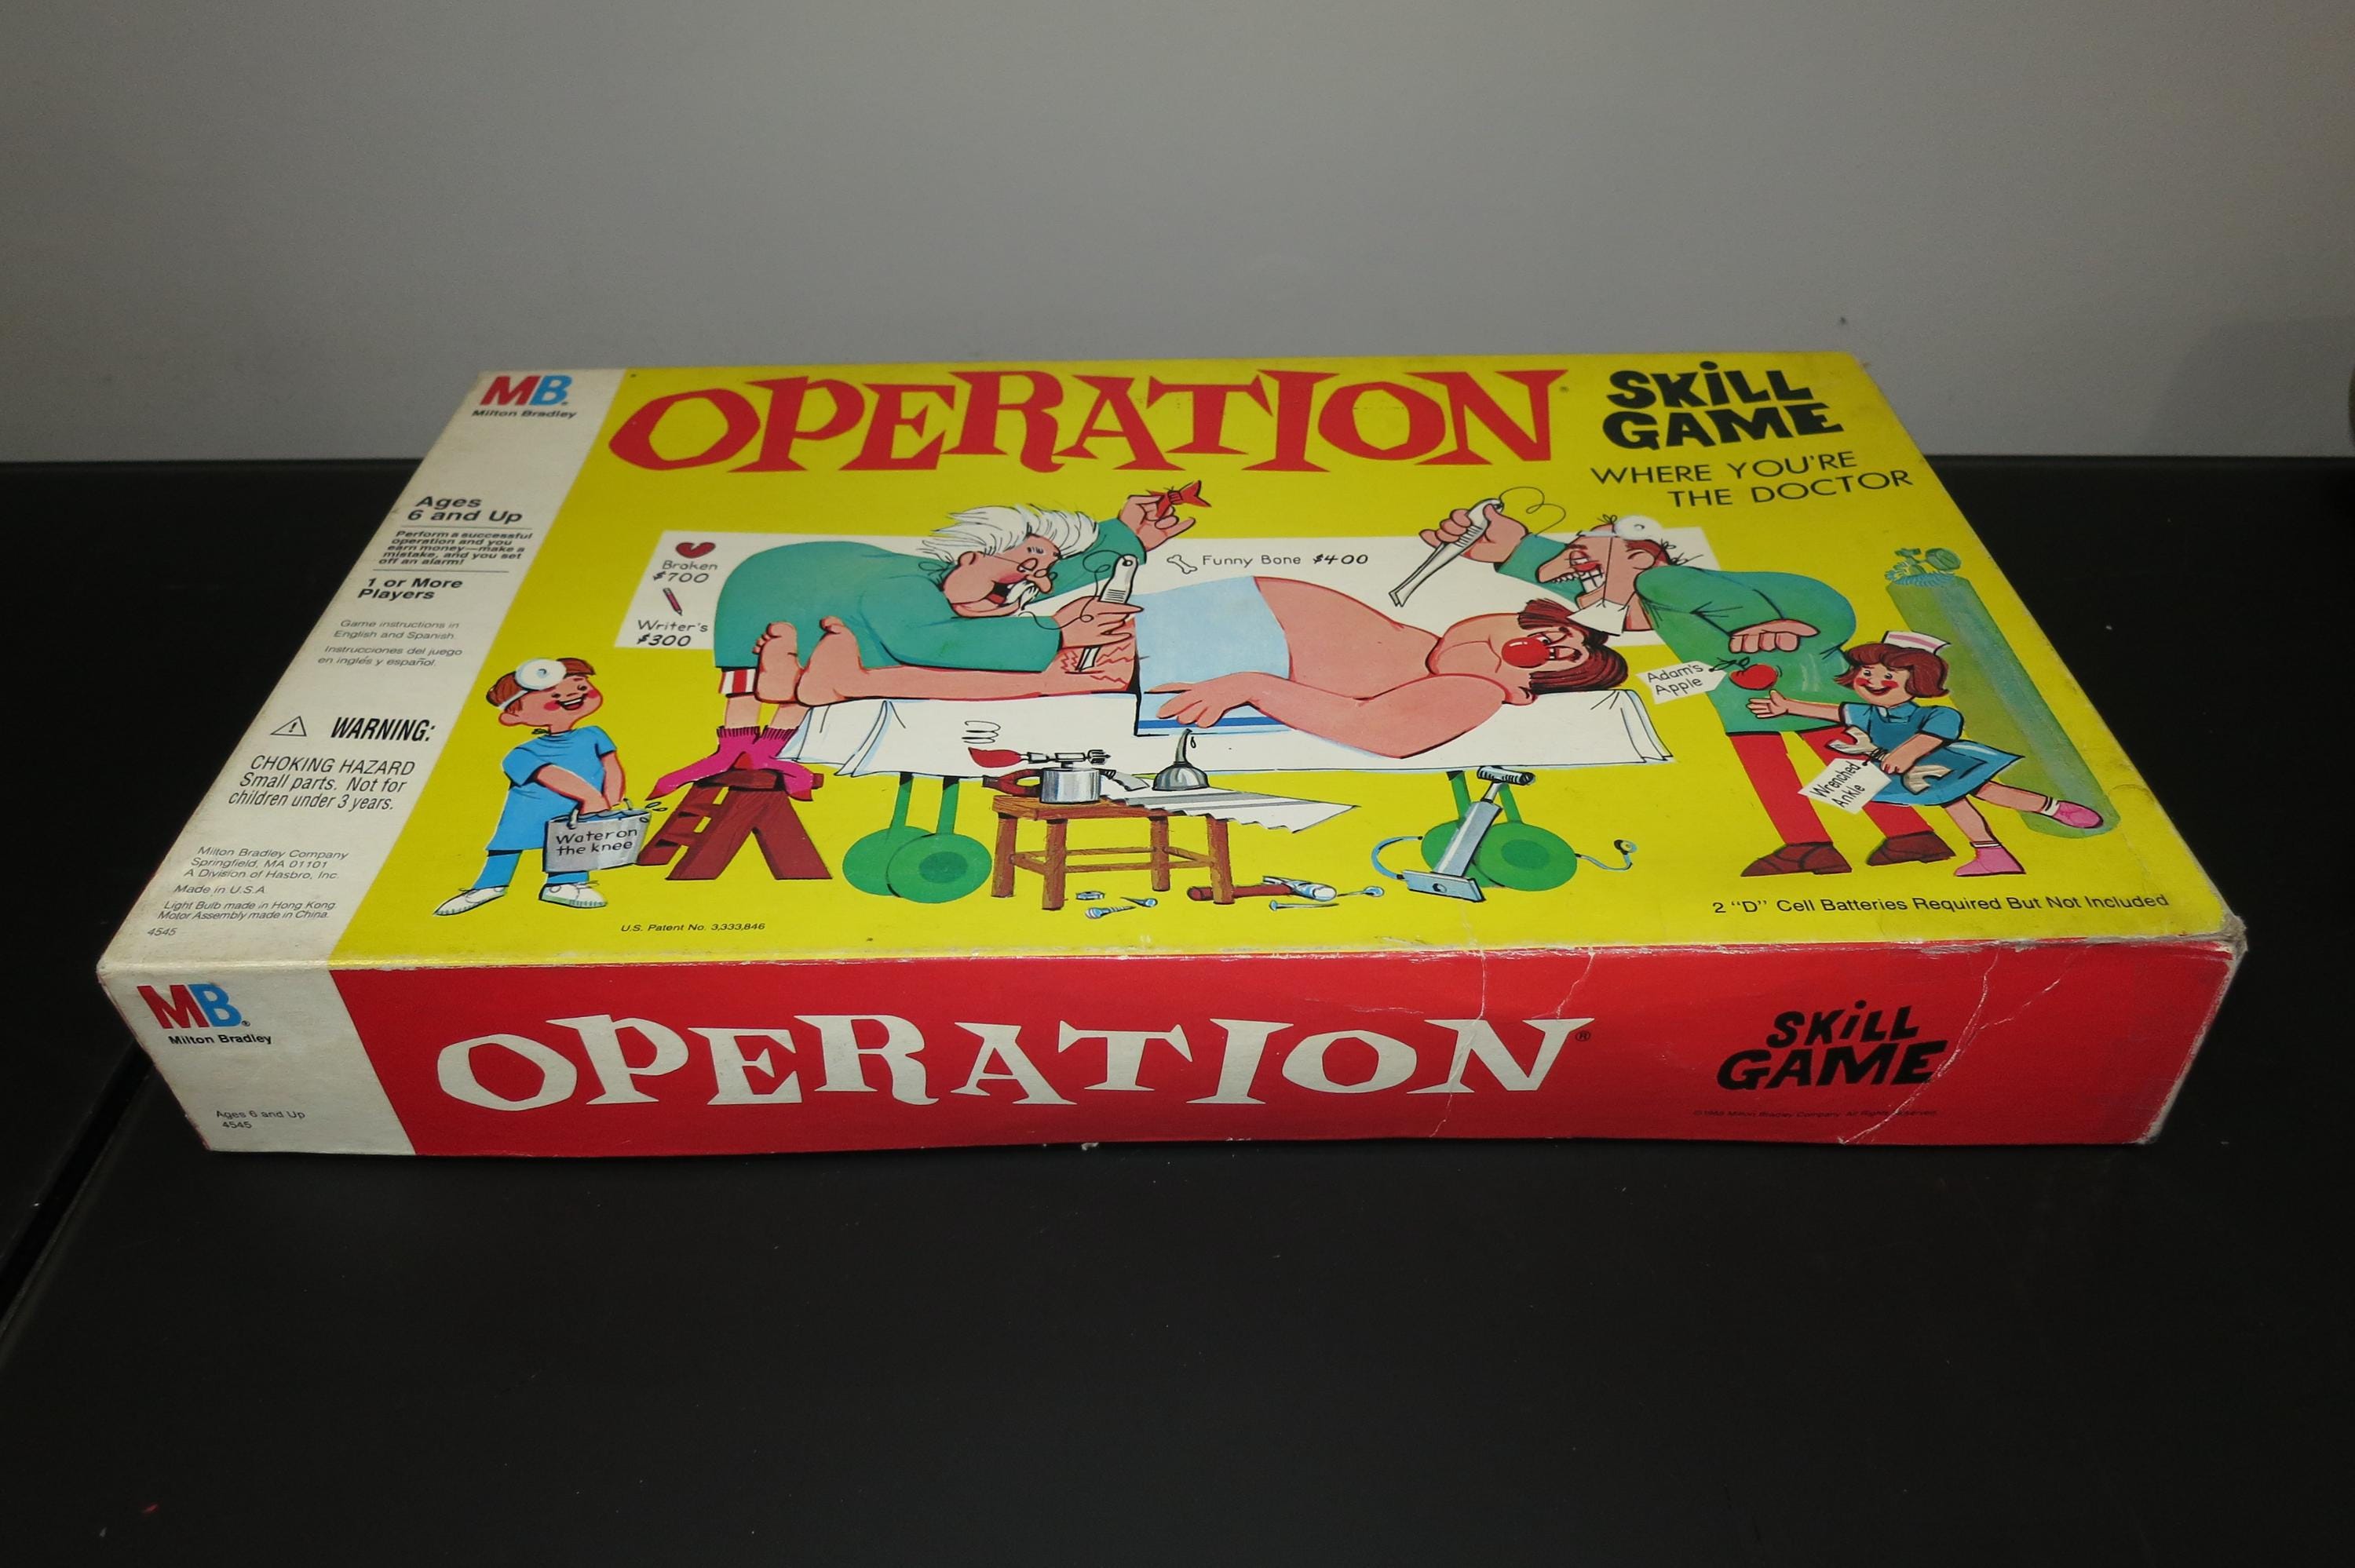 MB®
Milton Bradley
OPERATION®
SKiLL
GAME
WHERE YOU'RE
THE DOCTOR
Ages
6 and Up
Perform a successful
operation and you
earn money—make a
mistake, and you set
off an alarm!
1 or More
Players
Game instructions in
English and Spanish.
Instrucciones del juego
en inglés y español.
WARNING:
CHOKING HAZARD
Small parts. Not for
children under 3 years.
Milton Bradley Company
Springfield, MA 01101
A Division of Hasbro, Inc.
Made in U.S.A.
Light Bulb made in Hong Kong
Motor Assembly made in China.
4545
Broken
$700
Writer's
$300
Funny Bone $400
Adam's
Apple
Wrenched
Ankle
Water on
the knee
U.S. Patent No. 3,333,846
2 "D" Cell Batteries Required But Not Included
MB®
Milton Bradley
Ages 6 and Up
4545
OPERATION®
SKiLL
GAME
Milton Bradley Company. All Rights Reserved.